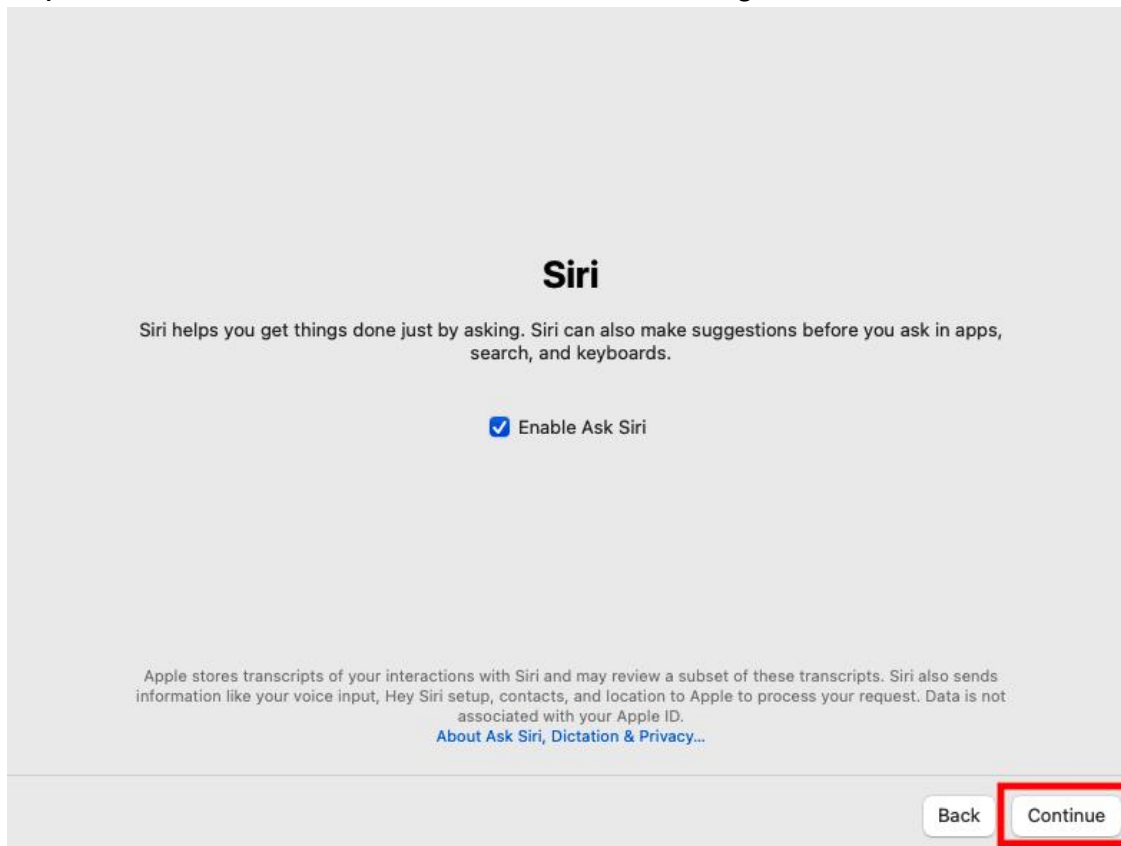 Siri
Siri helps you get things done just by asking. Siri can also make suggestions before you ask in apps,
search, and keyboards.
Enable Ask Siri
Apple stores transcripts of your interactions with Siri and may review a subset of these transcripts. Siri also sends
information like your voice input, Hey Siri setup, contacts, and location to Apple to process your request. Data is not
associated with your Apple ID.
About Ask Siri, Dictation & Privacy...
Back
Continue